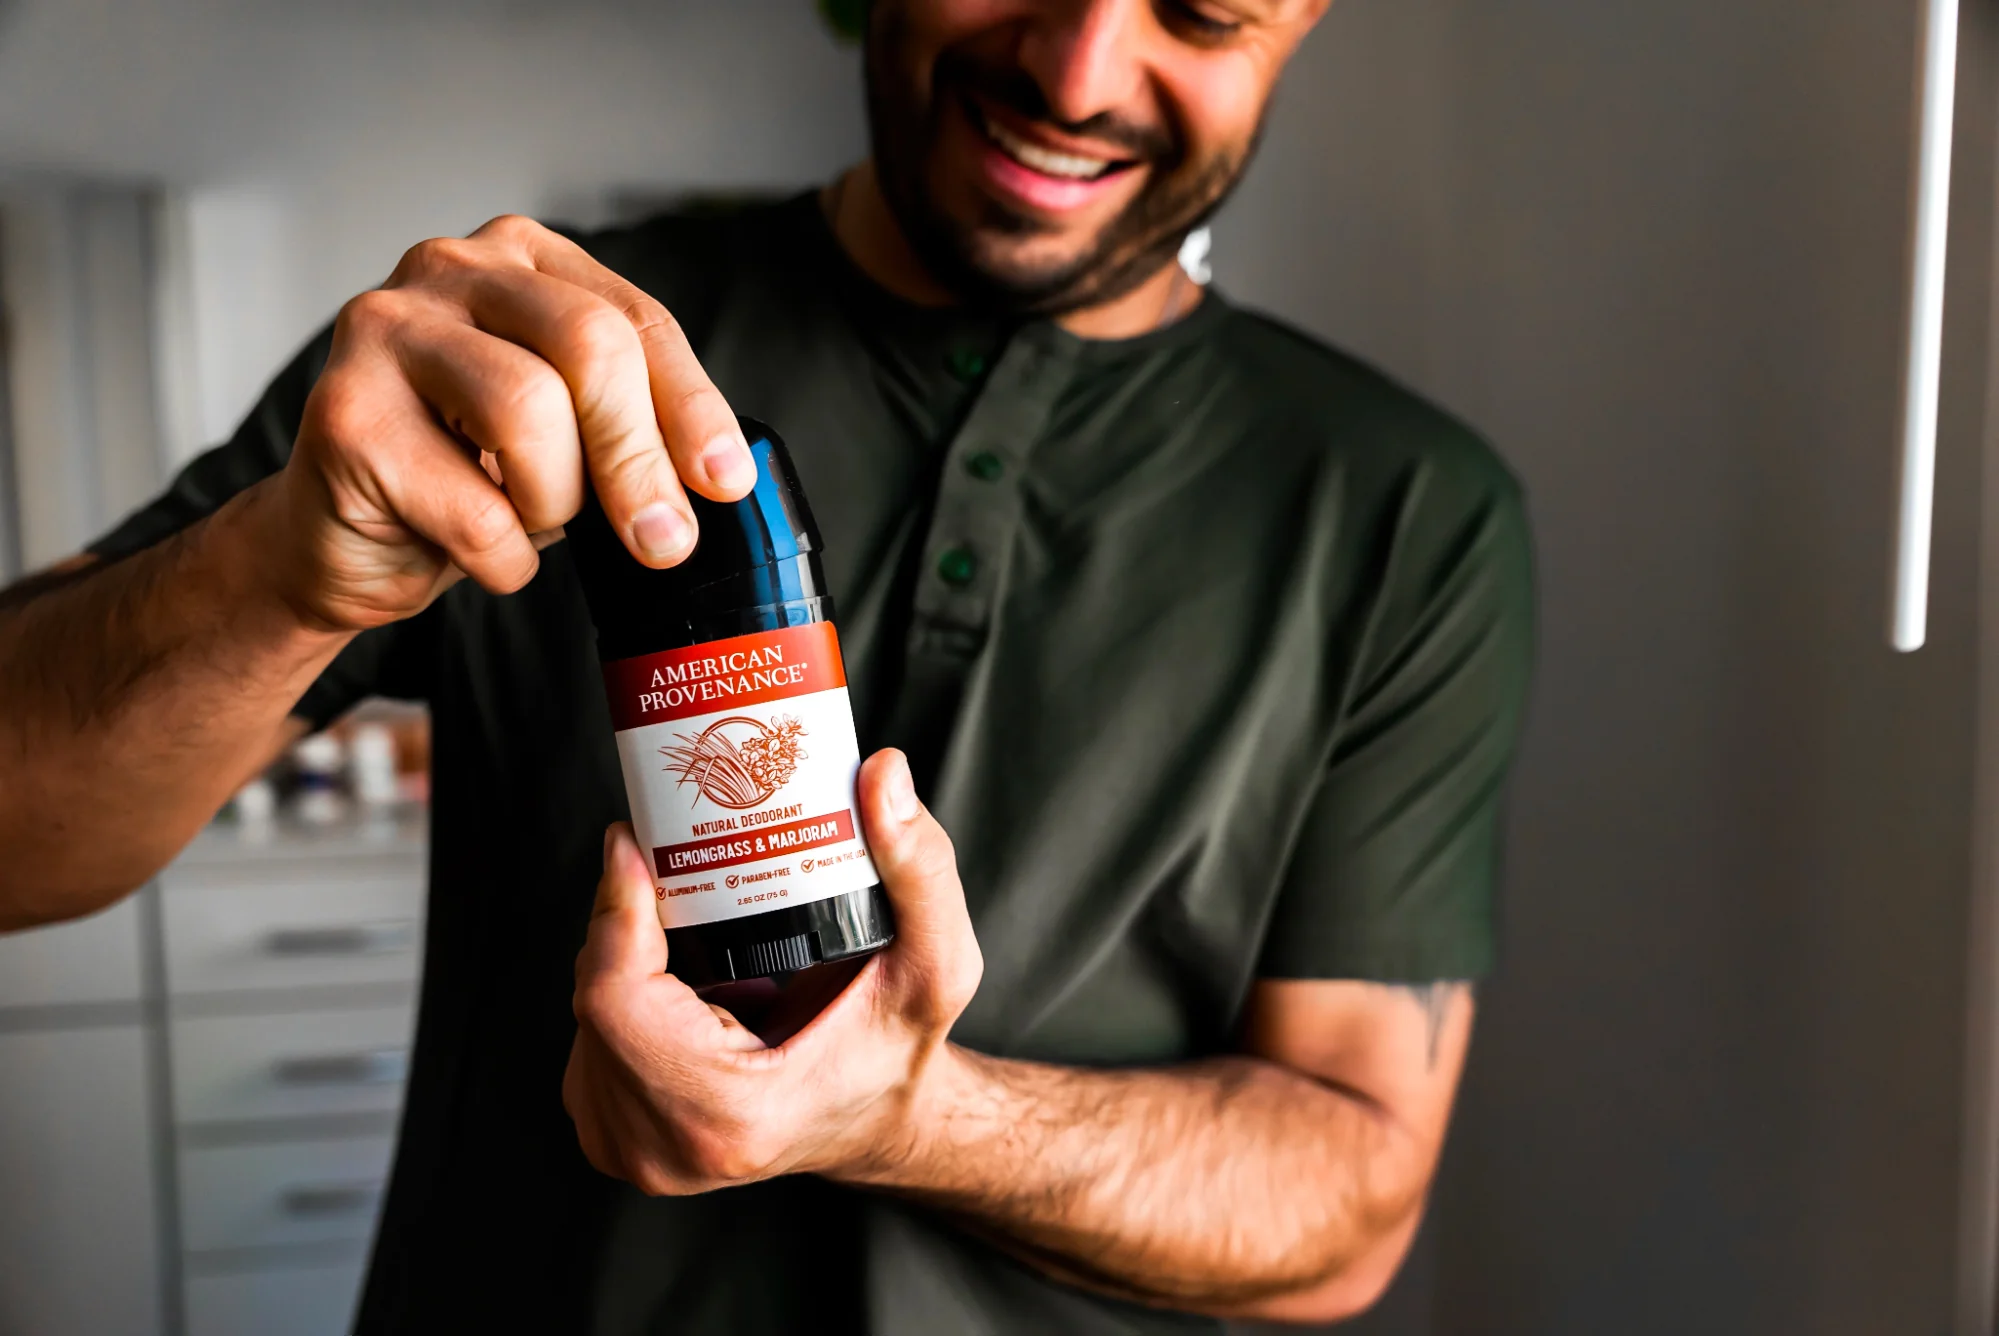 AMERICAN
PROVENANCE®
NATURAL DEODORANT
LEMONGRASS & MARJORAM
ALUMINUM-FREE PARABEN-FREE MADE IN THE USA
2.65 OZ (75 G)